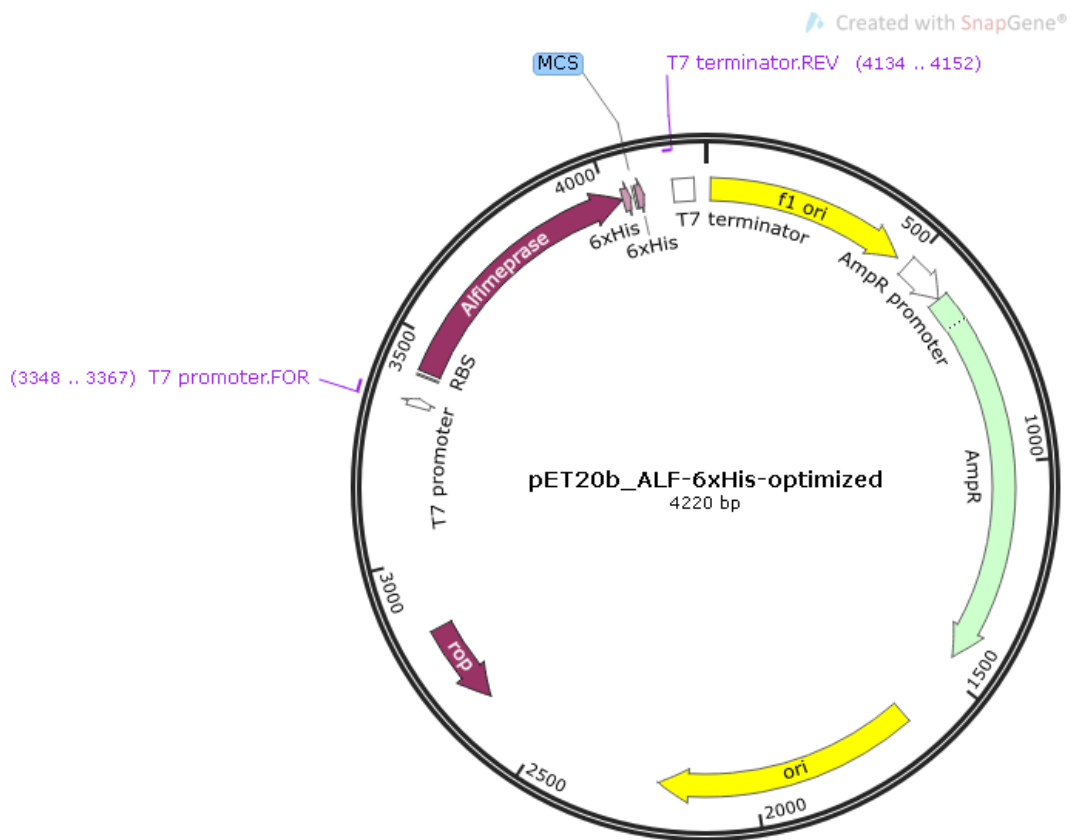 Created with SnapGene®
MCS
T7 terminator.REV (4134 .. 4152)
4000
f1 ori
500
6xHis
6xHis
T7 terminator
Alfimeprase
AmpR promoter
3500
RBS
(3348 .. 3367) T7 promoter.FOR
T7 promoter
1000
AmpR
pET20b_ALF-6xHis-optimized
4220 bp
3000
rop
1500
2500
ori
2000